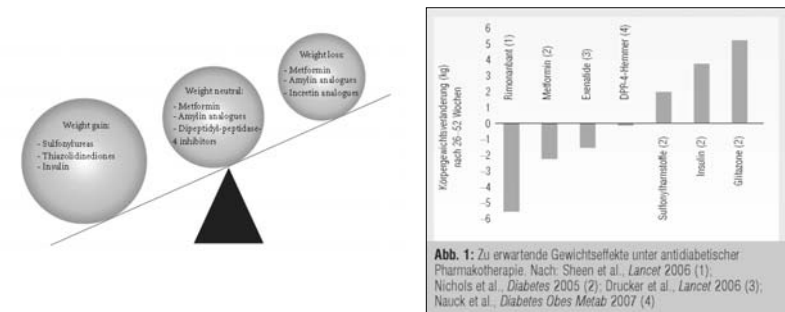 Weight gain:
- Sulfonylureas
- Thiazolidinediones
- Insulin
Weight neutral:
- Metformin
- Amylin analogues
- Dipeptidyl-peptidase-
4 inhibitors
Weight loss:
- Metformin
- Amylin analogues
- Incretin analogues
Körpergewichtsveränderung (kg)
nach 26–52 Wochen
6
5
4
3
2
1
0
–1
–2
–3
–4
–5
–6
Rimonanbant (1)
Metformin (2)
Exenatide (3)
DPP-4-Hemmer (4)
Sulfonylharnstoffe (2)
Insulin (2)
Glitazone (2)
Abb. 1: Zu erwartende Gewichtseffekte unter antidiabetischer
Pharmakotherapie. Nach: Sheen et al., Lancet 2006 (1);
Nichols et al., Diabetes 2005 (2); Drucker et al., Lancet 2006 (3);
Nauck et al., Diabetes Obes Metab 2007 (4)